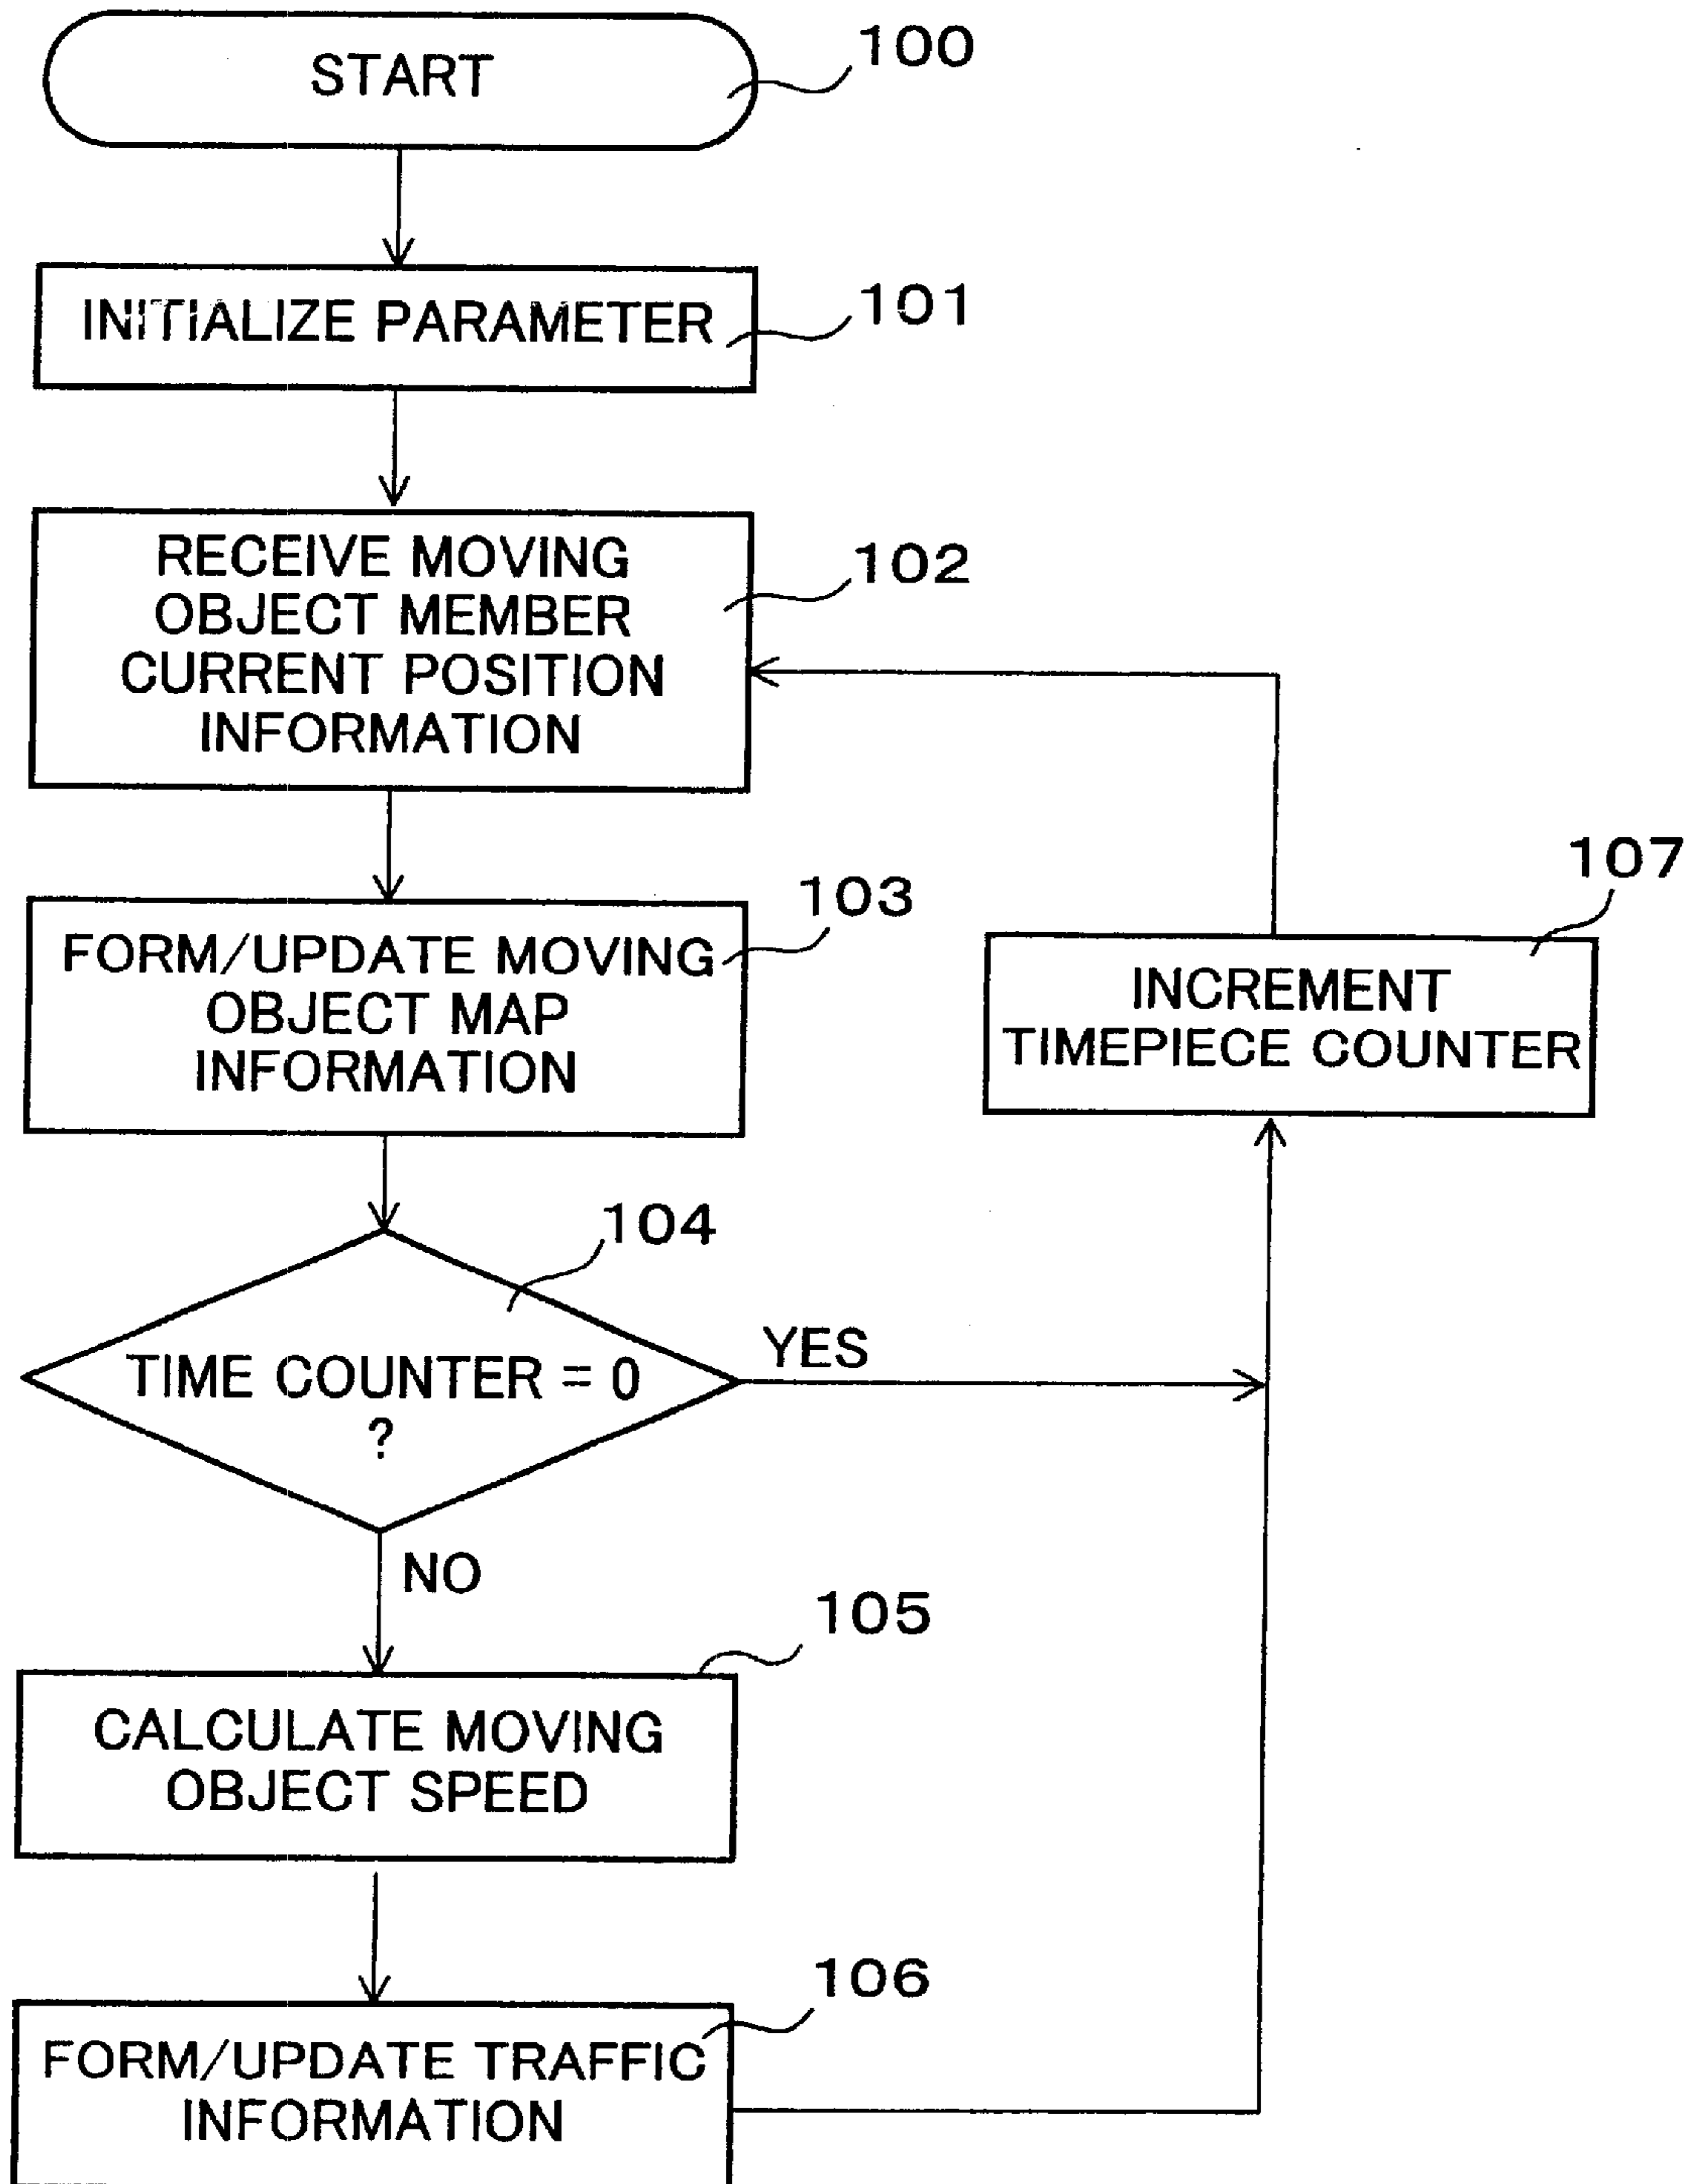 START
100
INITIALIZE PARAMETER
101
RECEIVE MOVING
OBJECT MEMBER
CURRENT POSITION
INFORMATION
102
FORM/UPDATE MOVING
OBJECT MAP
INFORMATION
103
INCREMENT
TIMEPIECE COUNTER
107
TIME COUNTER = 0
?
104
YES
NO
CALCULATE MOVING
OBJECT SPEED
105
FORM/UPDATE TRAFFIC
INFORMATION
106